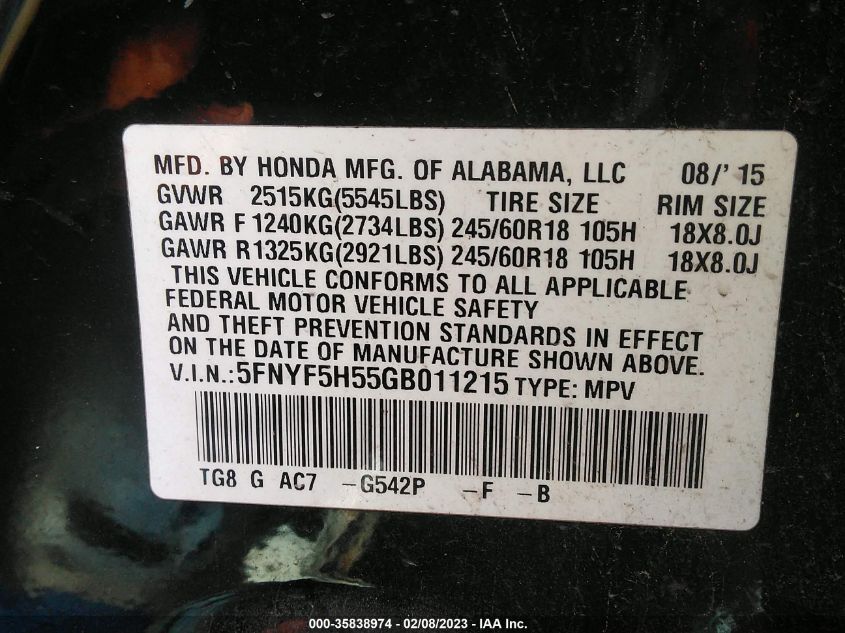 MFD. BY HONDA MFG. OF ALABAMA, LLC 08/' 15
GVWR 2515KG(5545LBS) TIRE SIZE RIM SIZE
GAWR F 1240KG(2734LBS) 245/60R18 105H 18X8.0J
GAWR R1325KG(2921LBS) 245/60R18 105H 18X8.0J
THIS VEHICLE CONFORMS TO ALL APPLICABLE
FEDERAL MOTOR VEHICLE SAFETY
AND THEFT PREVENTION STANDARDS IN EFFECT
ON THE DATE OF MANUFACTURE SHOWN ABOVE.
V.I.N.:5FNYF5H55GB011215 TYPE: MPV
TG8 G AC7 -G542P -F -B
000-35838974 - 02/08/2023 - IAA Inc.